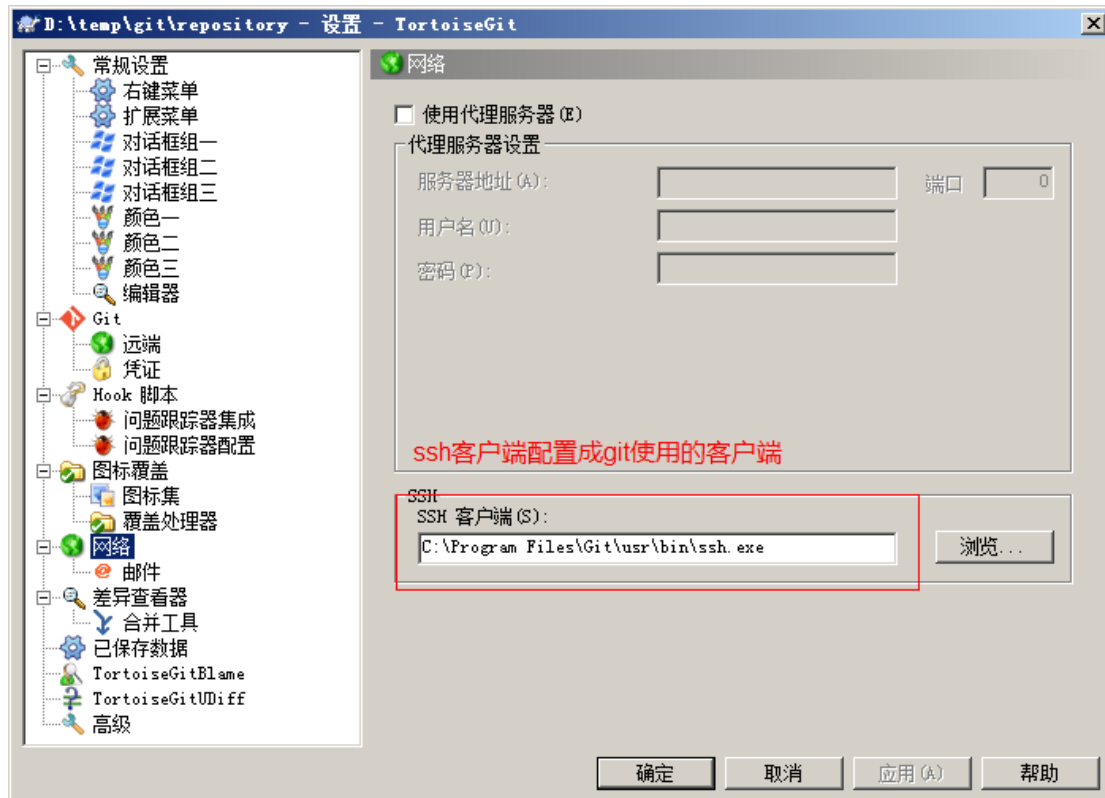 D:\temp\git\repository - 设置 - TortoiseGit
常规设置
右键菜单
扩展菜单
对话框组一
对话框组二
对话框组三
颜色一
颜色二
颜色三
编辑器
Git
远端
凭证
Hook 脚本
问题跟踪器集成
问题跟踪器配置
图标覆盖
图标集
覆盖处理器
网络
邮件
差异查看器
合并工具
已保存数据
TortoiseGitBlame
TortoiseGitUDiff
高级
网络
使用代理服务器(E)
代理服务器设置
服务器地址(A): 端口 0
用户名(U):
密码(P):
ssh客户端配置成git使用的客户端
SSH
SSH 客户端(S):
C:\Program Files\Git\usr\bin\ssh.exe 浏览...
确定 取消 应用(A) 帮助